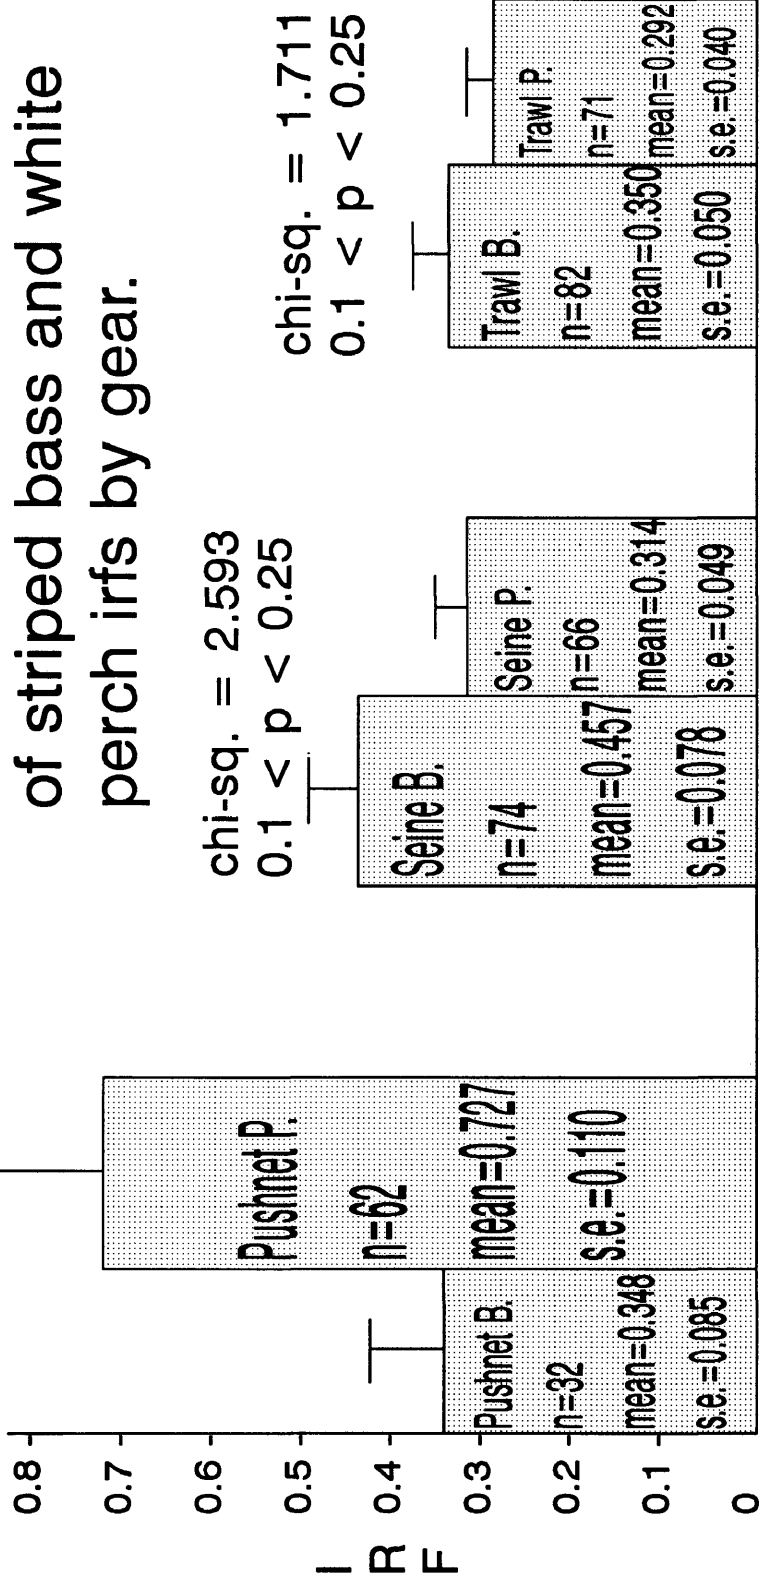 of striped bass and white
perch irfs by gear.
chi-sq. = 2.593
0.1 < p < 0.25
chi-sq. = 1.711
0.1 < p < 0.25
I
R
F
0.8
0.7
0.6
0.5
0.4
0.3
0.2
0.1
0
Pushnet B.
n=32
mean=0.348
s.e.=0.085
Pushnet P.
n=62
mean=0.727
s.e.=0.110
Seine B.
n=74
mean=0.457
s.e.=0.078
Seine P.
n=66
mean=0.314
s.e.=0.049
Trawl B.
n=82
mean=0.350
s.e.=0.050
Trawl P.
n=71
mean=0.292
s.e.=0.040